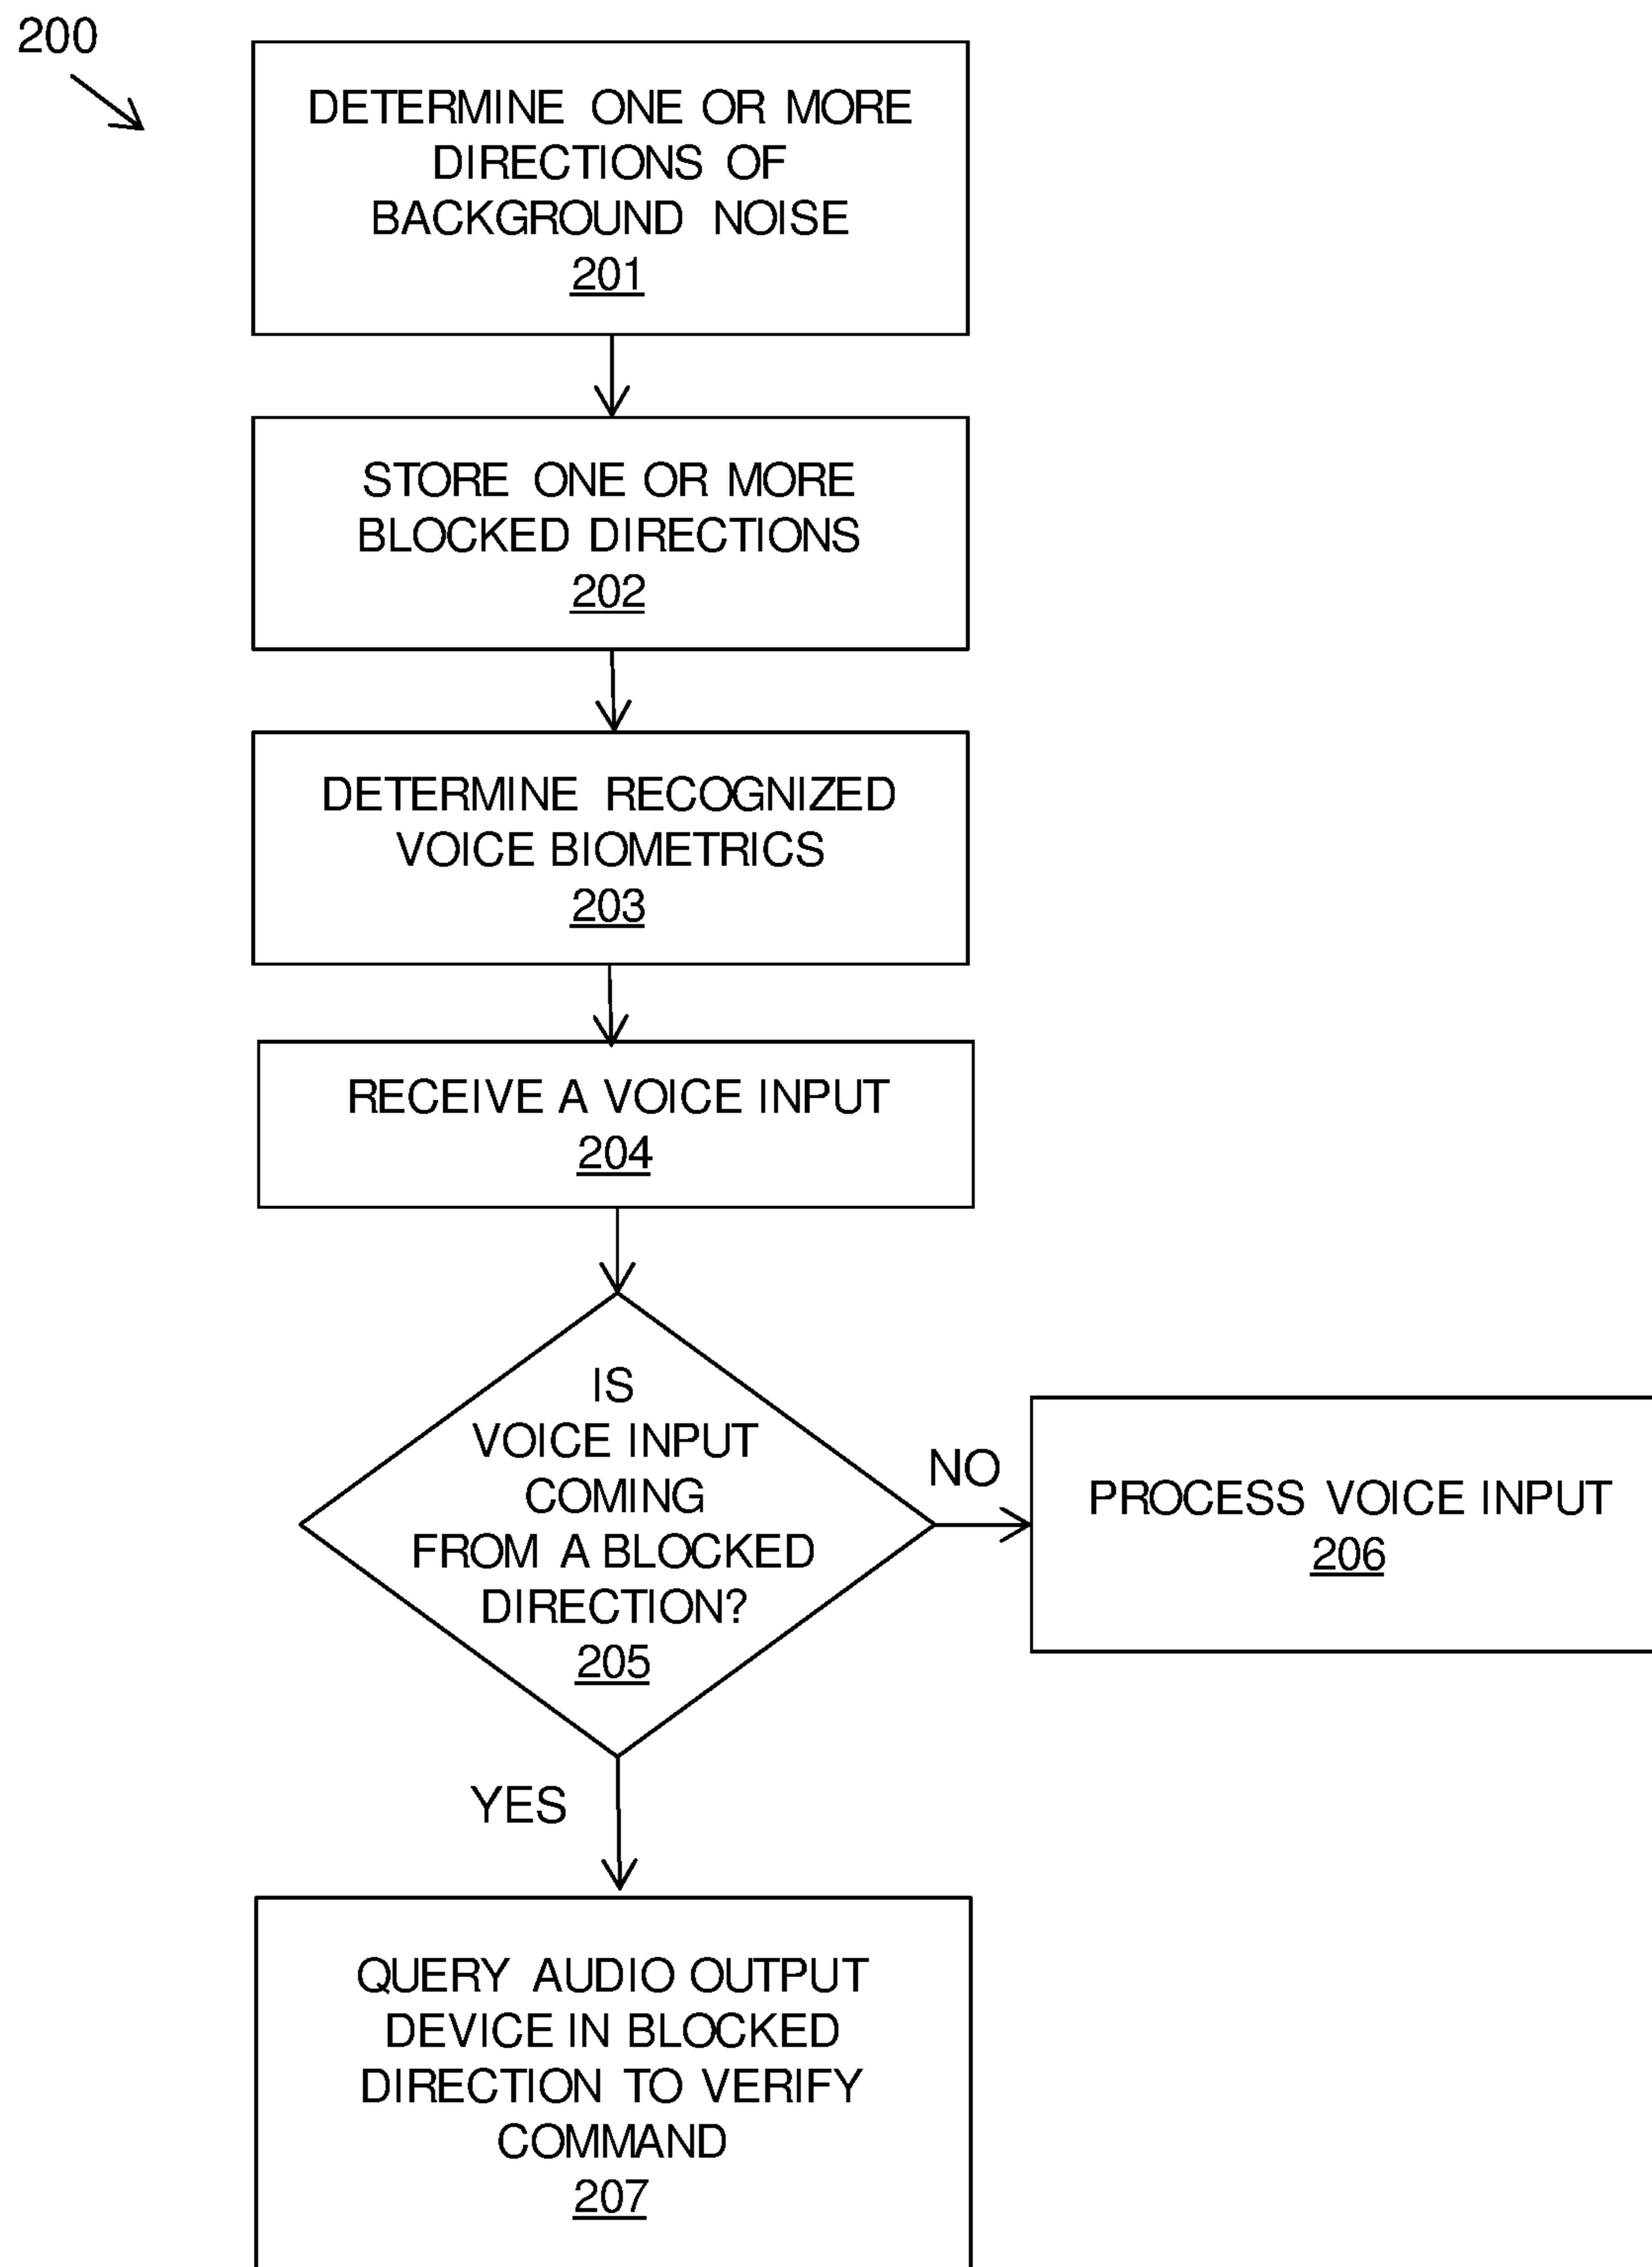 200
DETERMINE ONE OR MORE
DIRECTIONS OF
BACKGROUND NOISE
201
STORE ONE OR MORE
BLOCKED DIRECTIONS
202
DETERMINE RECOGNIZED
VOICE BIOMETRICS
203
RECEIVE A VOICE INPUT
204
IS
VOICE INPUT
COMING
FROM A BLOCKED
DIRECTION?
205
NO
PROCESS VOICE INPUT
206
YES
QUERY AUDIO OUTPUT
DEVICE IN BLOCKED
DIRECTION TO VERIFY
COMMAND
207